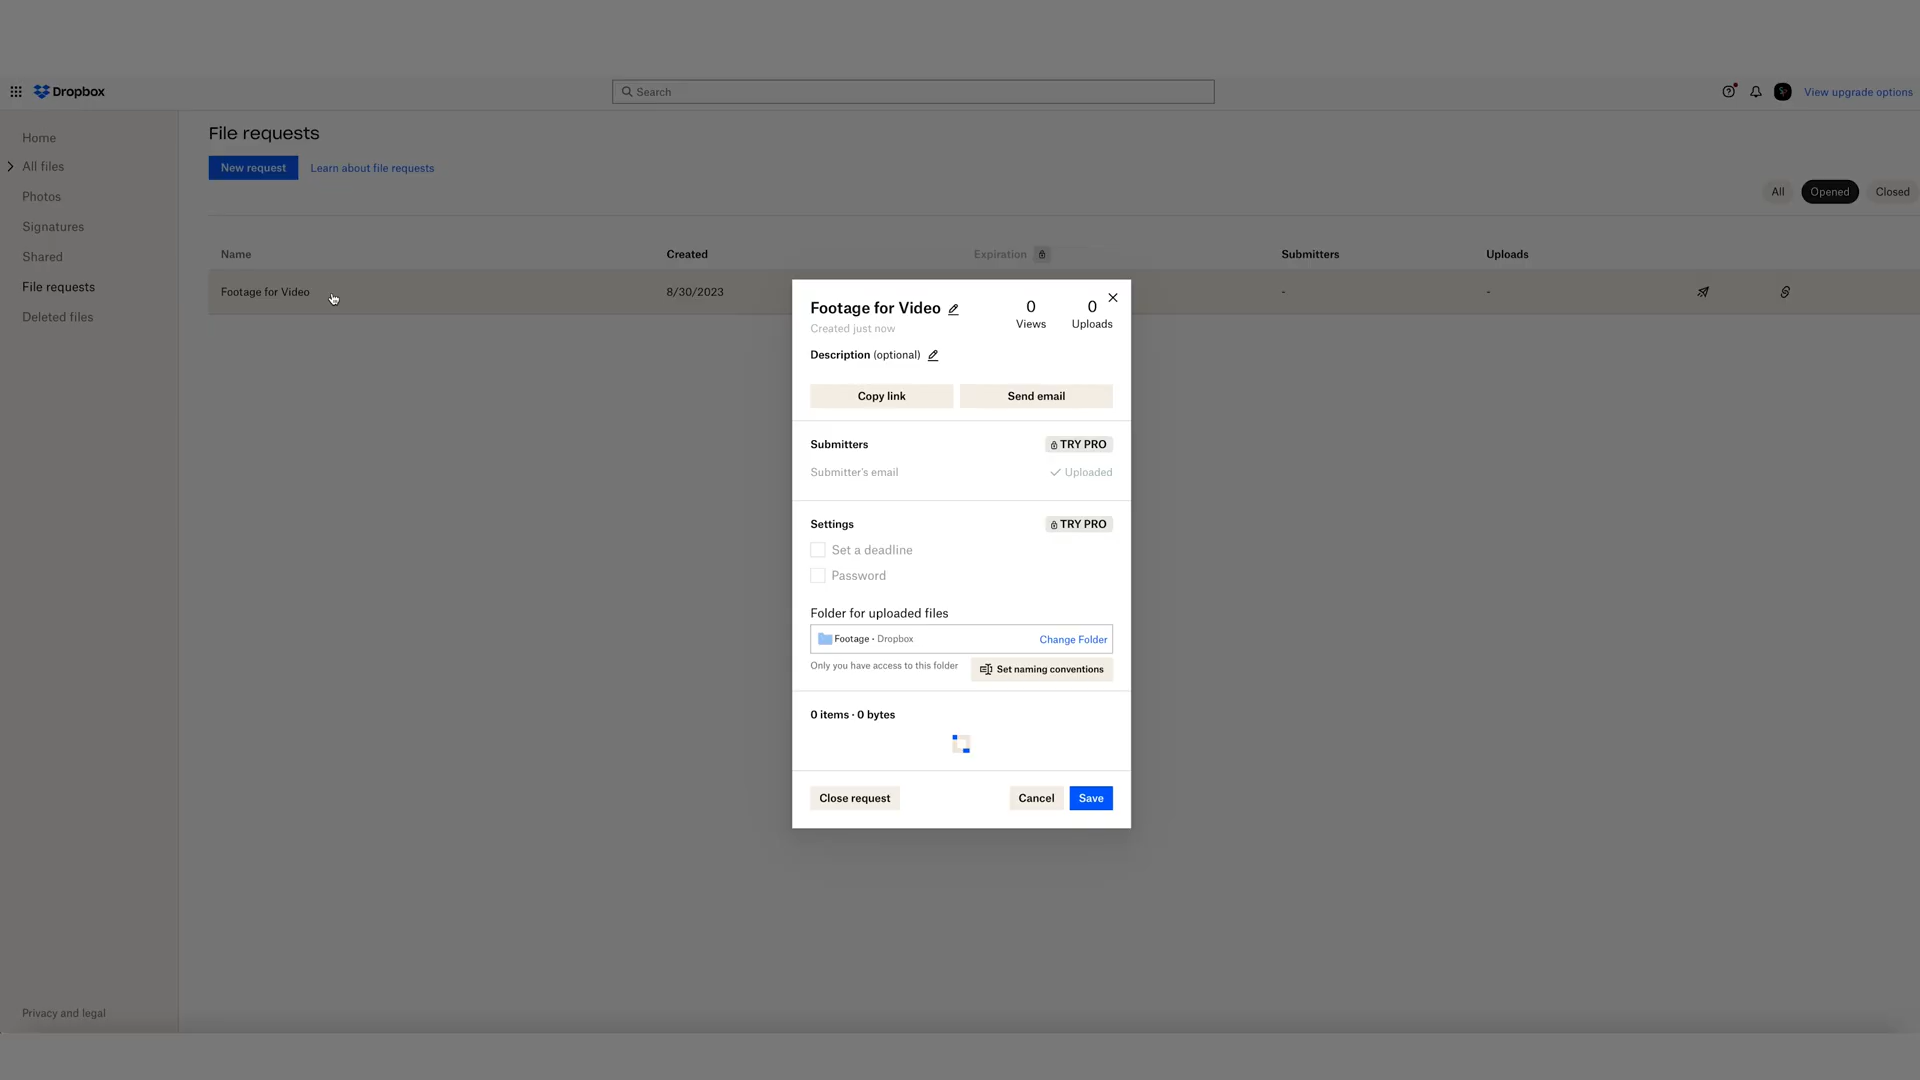 Dropbox
Search
View upgrade options
Home
All files
Photos
Signatures
Shared
File requests
Deleted files
Privacy and legal
File requests
New request
Learn about file requests
All
Opened
Closed
Name
Created
Expiration
Submitters
Uploads
Footage for Video
8/30/2023
-
-
Footage for Video
0
Views
0
Uploads
Created just now
Description (optional)
Copy link
Send email
Submitters
TRY PRO
Submitter's email
Uploaded
Settings
TRY PRO
Set a deadline
Password
Folder for uploaded files
Footage • Dropbox
Change Folder
Only you have access to this folder
Set naming conventions
0 items · 0 bytes
Close request
Cancel
Save